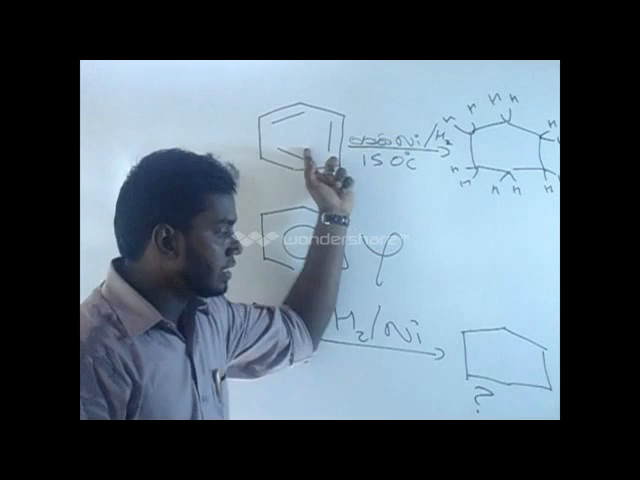 Ni/H₂
150°C
H H H
H H
H H H H
wondershare
φ
H₂/Ni
?